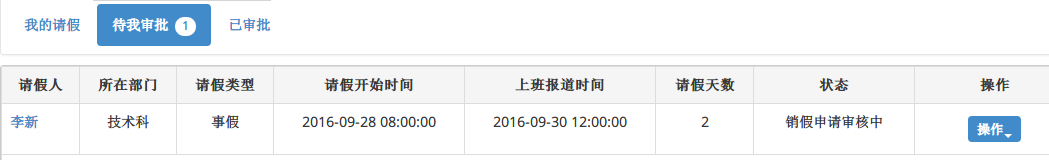 我的请假 待我审批 1 已审批
请假人 所在部门 请假类型 请假开始时间 上班报道时间 请假天数 状态 操作
李新 技术科 事假 2016-09-28 08:00:00 2016-09-30 12:00:00 2 销假申请审核中 操作